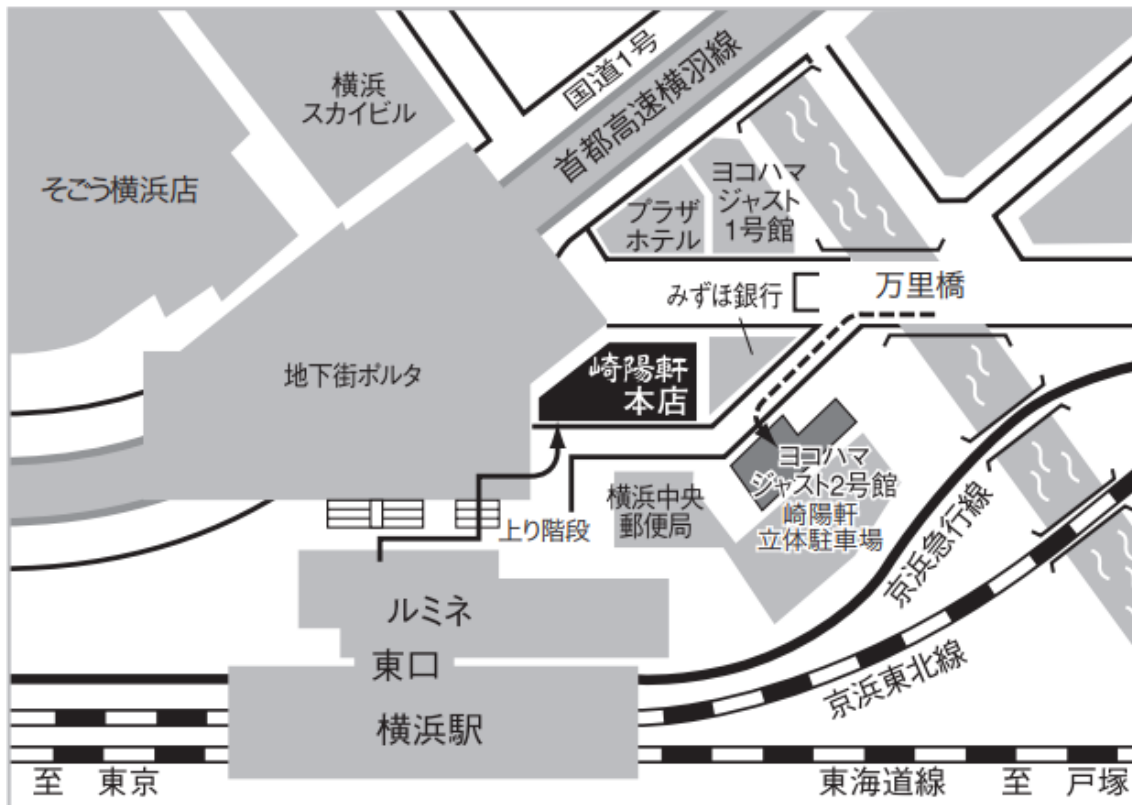 国道1号
首都高速横羽線
横浜
スカイビル
そごう横浜店
ヨコハマ
ジャスト
1号館
プラザ
ホテル
みずほ銀行
万里橋
地下街ポルタ
崎陽軒
本店
ヨコハマ
ジャスト2号館
崎陽軒
立体駐車場
横浜中央
郵便局
上り階段
京浜急行線
ルミネ
東口
京浜東北線
横浜駅
至 東京
東海道線 至 戸塚